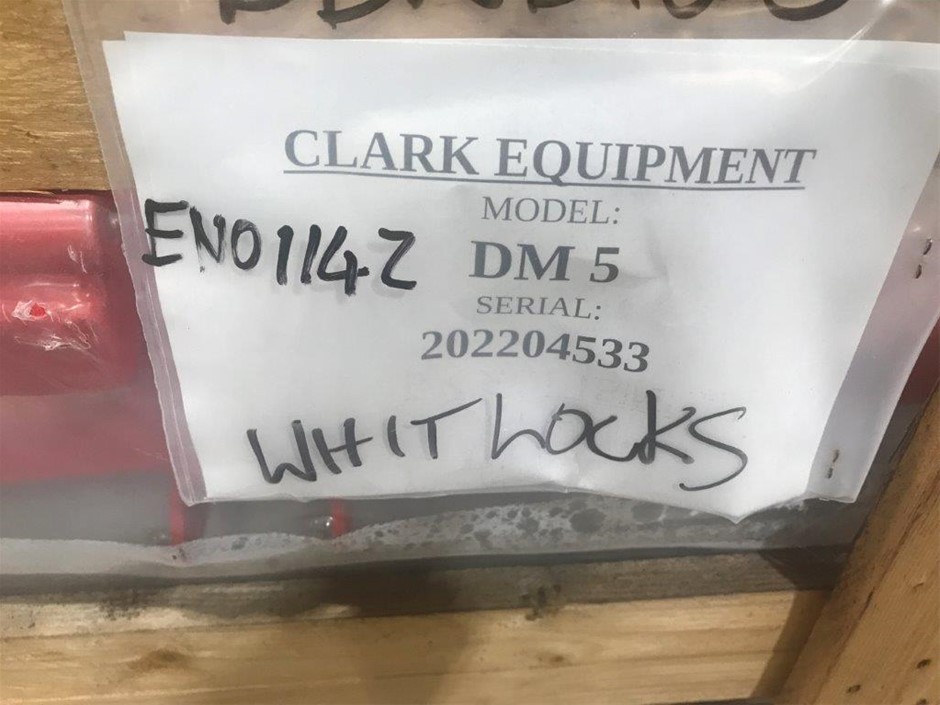 CLARK EQUIPMENT
MODEL:
EN01142 DM 5
SERIAL:
202204533
WHITLOCKS